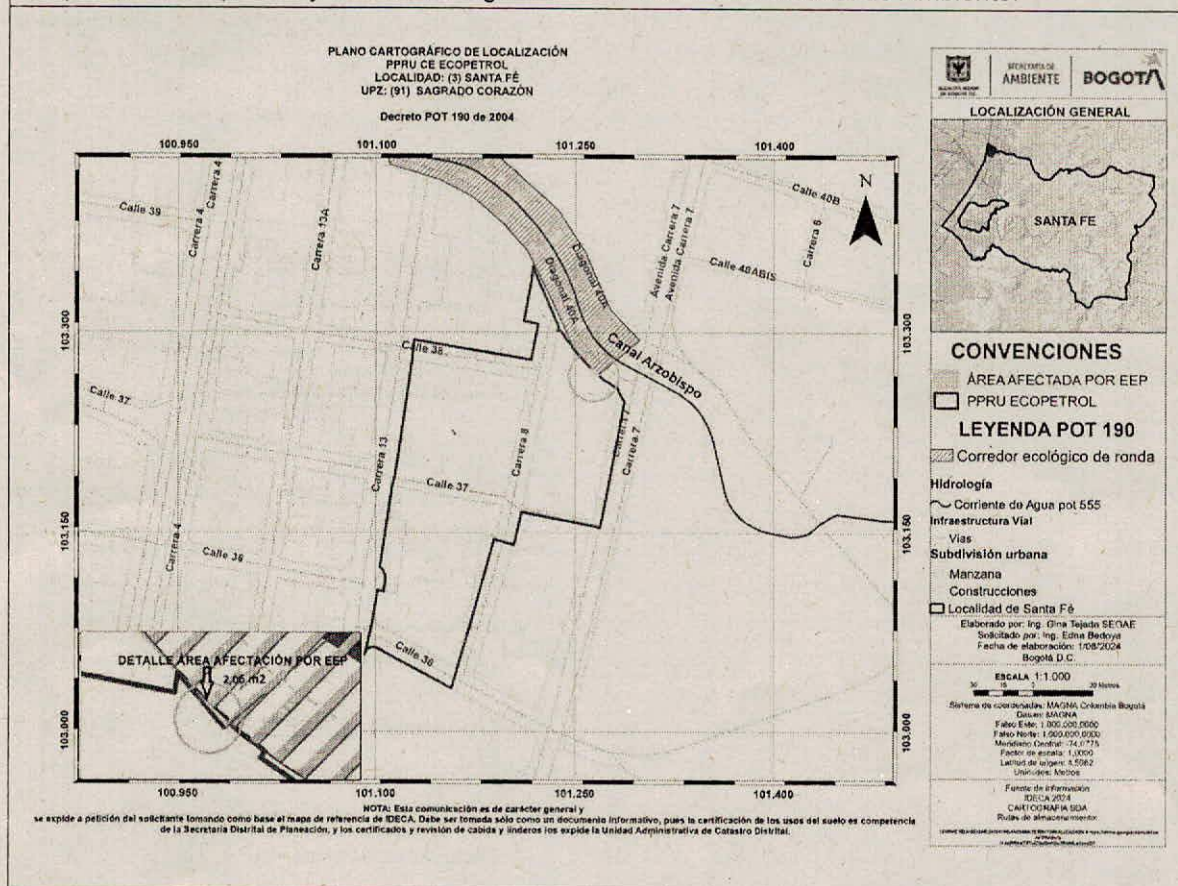 PLANO CARTOGRÁFICO DE LOCALIZACIÓN
PPRU CE ECOPETROL
LOCALIDAD: (3) SANTA FÉ
UPZ: (91) SAGRADO CORAZÓN
Decreto POT 190 de 2004
100.950 101.100 101.250 101.400
103.300
103.150
103.000
103.300
103.150
103.000
100.950 101.100 101.250 101.400
N
Calle 39
Carrera 4
Carrera 4
Carrera 4
Carrera 13A
Diagonal 40A
Diagonal 40A
Avenida Carrera 7
Avenida Carrera 7
Calle 40B
Carrera 6
Calle 40ABIS
Canal Arzobispo
Calle 38
Calle 37
Carrera 13
Carrera 8
Carrera 7
Calle 37
Carrera 4
Calle 36
Calle 36
DETALLE ÁREA AFECTACIÓN POR EEP
2,06 m2
SECRETARÍA DE
AMBIENTE
BOGOTÁ
LOCALIZACIÓN GENERAL
SANTA FE
CONVENCIONES
ÁREA AFECTADA POR EEP
PPRU ECOPETROL
LEYENDA POT 190
Corredor ecológico de ronda
Hidrología
Corriente de Agua pot 555
Infraestructura Vial
Vias
Subdivisión urbana
Manzana
Construcciones
Localidad de Santa Fé
Elaborado por: Ing. Gina Tejada SEGAE
Solicitado por: Ing. Edna Bedoya
Fecha de elaboración: 1/08/2024
Bogotá D.C.
ESCALA 1:1.000
30 Metros
Sistema de coordenadas: MAGNA Colombia Bogotá
Datum: MAGNA
Falso Este: 1.000.000,0000
Falso Norte: 1.000.000,0000
Meridiano Central: -74,0775
Factor de escala: 1,0000
Latitud de origen: 4,5962
Unidades: Metros
Fuente de información
IDECA 2024
CARTOGRAFIA SDA
Rutas de almacenamiento:
NOTA: Esta comunicación es de carácter general y
se expide a petición del solicitante tomando como base el mapa de referencia de IDECA. Debe ser tomada sólo como un documento informativo, pues la certificación de los usos del suelo es competencia
de la Secretaría Distrital de Planeación, y los certificados y revisión de cabida y linderos los expide la Unidad Administrativa de Catastro Distrital.